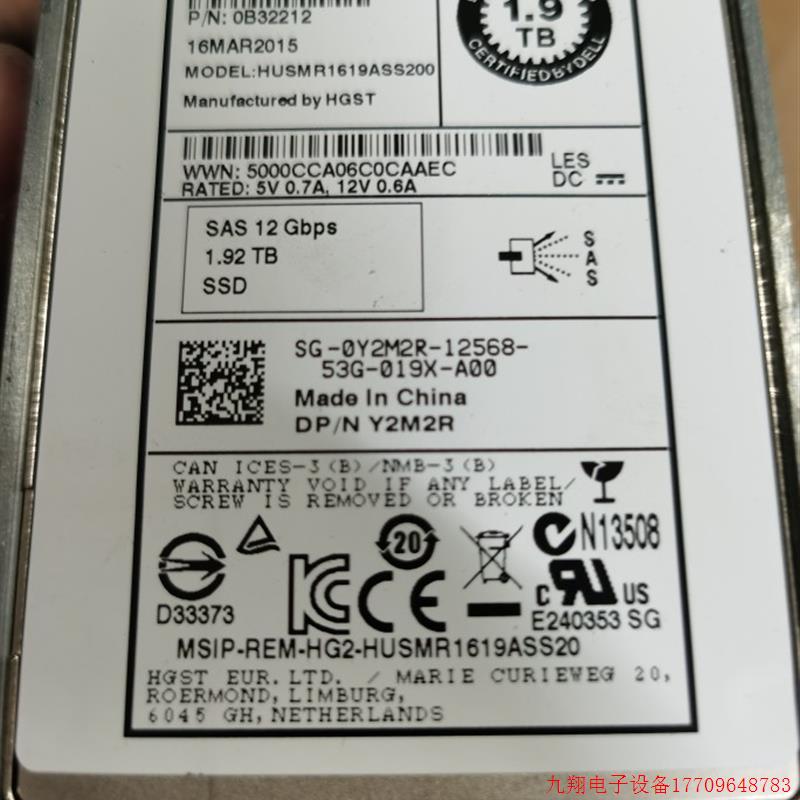 P/N: 0B32212
16MAR2015
MODEL:HUSMR1619ASS200
Manufactured by HGST
1.9
TB
CERTIFIED BY DELL
WWN: 5000CCA06C0CAAEC
RATED: 5V 0.7A, 12V 0.6A
LES
DC
SAS 12 Gbps
1.92 TB
SSD
S
A
S
SG-0Y2M2R-12568-
53G-019X-A00
Made In China
DP/N Y2M2R
CAN ICES-3(B)/NMB-3(B)
WARRANTY VOID IF ANY LABEL/
SCREW IS REMOVED OR BROKEN
20
N13508
D33373
C
US
E240353 SG
MSIP-REM-HG2-HUSMR1619ASS20
HGST EUR.LTD. / MARIE CURIEWEG 20,
ROERMOND, LIMBURG,
6045 GH, NETHERLANDS
九翔电子设备17709648783